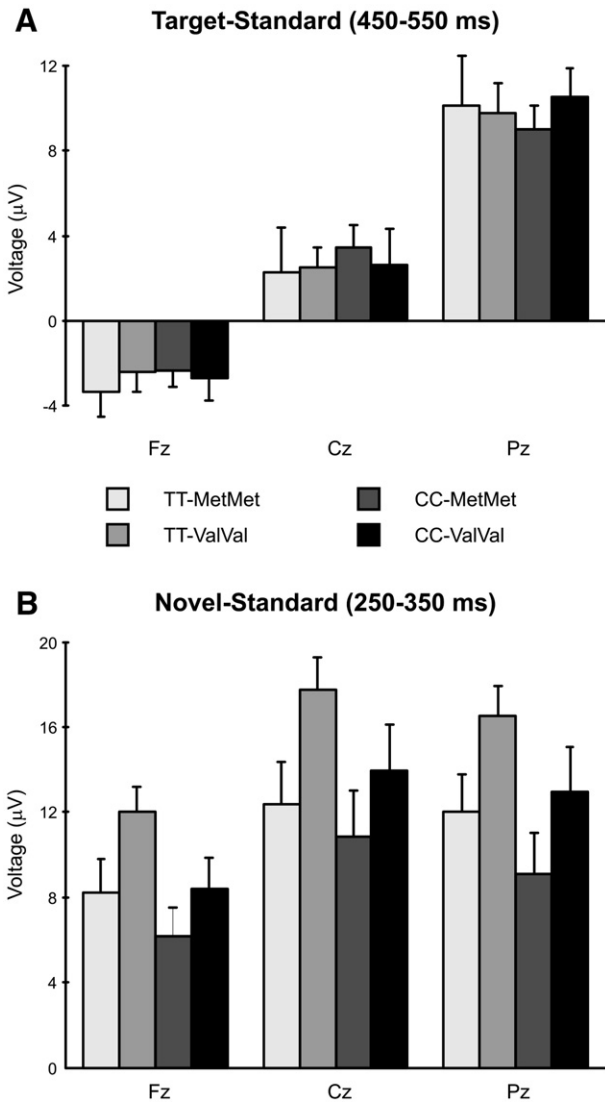 A
Target-Standard (450-550 ms)
Voltage (μV)
12
8
4
0
-4
Fz Cz Pz
TT-MetMet CC-MetMet
TT-ValVal CC-ValVal
B
Novel-Standard (250-350 ms)
Voltage (μV)
20
16
12
8
4
0
Fz Cz Pz